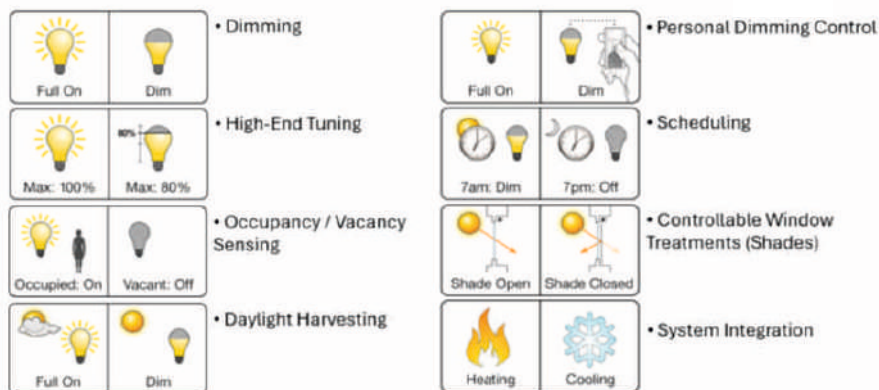 • Dimming
Full On
Dim
• High-End Tuning
80%
Max: 100%
Max: 80%
• Occupancy / Vacancy
Sensing
Occupied: On
Vacant: Off
• Daylight Harvesting
Full On
Dim
• Personal Dimming Control
Full On
Dim
• Scheduling
7am: Dim
7pm: Off
• Controllable Window
Treatments (Shades)
Shade Open
Shade Closed
• System Integration
Heating
Cooling